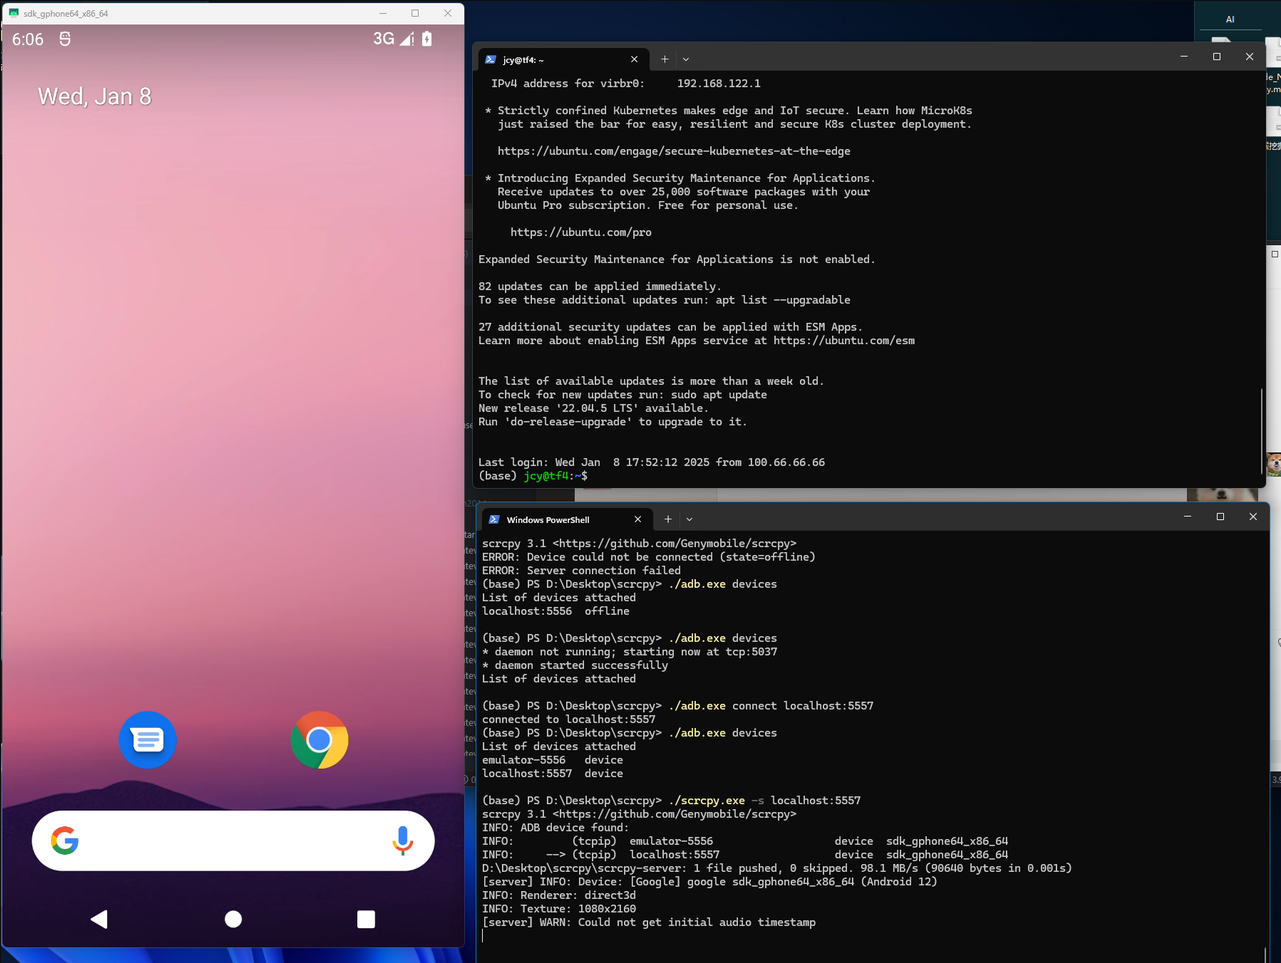 sdk_gphone64_x86_64
6:06
3G
Wed, Jan 8
AI
jcy@tf4: ~
IPv4 address for virbr0:     192.168.122.1
* Strictly confined Kubernetes makes edge and IoT secure. Learn how MicroK8s
just raised the bar for easy, resilient and secure K8s cluster deployment.
https://ubuntu.com/engage/secure-kubernetes-at-the-edge
* Introducing Expanded Security Maintenance for Applications.
Receive updates to over 25,000 software packages with your
Ubuntu Pro subscription. Free for personal use.
https://ubuntu.com/pro
Expanded Security Maintenance for Applications is not enabled.
82 updates can be applied immediately.
To see these additional updates run: apt list --upgradable
27 additional security updates can be applied with ESM Apps.
Learn more about enabling ESM Apps service at https://ubuntu.com/esm
The list of available updates is more than a week old.
To check for new updates run: sudo apt update
New release '22.04.5 LTS' available.
Run 'do-release-upgrade' to upgrade to it.
Last login: Wed Jan  8 17:52:12 2025 from 100.66.66.66
(base) jcy@tf4:~$
Windows PowerShell
scrcpy 3.1 <https://github.com/Genymobile/scrcpy>
ERROR: Device could not be connected (state=offline)
ERROR: Server connection failed
(base) PS D:\Desktop\scrcpy> ./adb.exe devices
List of devices attached
localhost:5556  offline
(base) PS D:\Desktop\scrcpy> ./adb.exe devices
* daemon not running; starting now at tcp:5037
* daemon started successfully
List of devices attached
(base) PS D:\Desktop\scrcpy> ./adb.exe connect localhost:5557
connected to localhost:5557
(base) PS D:\Desktop\scrcpy> ./adb.exe devices
List of devices attached
emulator-5556   device
localhost:5557  device
(base) PS D:\Desktop\scrcpy> ./scrcpy.exe -s localhost:5557
scrcpy 3.1 <https://github.com/Genymobile/scrcpy>
INFO: ADB device found:
INFO:         (tcpip)  emulator-5556                   device  sdk_gphone64_x86_64
INFO:     --> (tcpip)  localhost:5557                  device  sdk_gphone64_x86_64
D:\Desktop\scrcpy\scrcpy-server: 1 file pushed, 0 skipped. 98.1 MB/s (90640 bytes in 0.001s)
[server] INFO: Device: [Google] google sdk_gphone64_x86_64 (Android 12)
INFO: Renderer: direct3d
INFO: Texture: 1080x2160
[server] WARN: Could not get initial audio timestamp